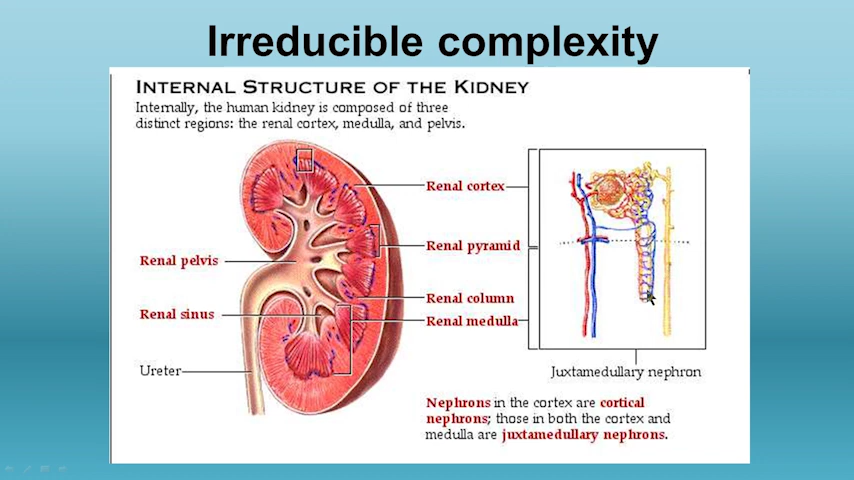 Irreducible complexity
INTERNAL STRUCTURE OF THE KIDNEY
Internally, the human kidney is composed of three
distinct regions: the renal cortex, medulla, and pelvis.
Renal cortex
Renal pyramid
Renal pelvis
Renal column
Renal sinus
Renal medulla
Ureter
Juxtamedullary nephron
Nephrons in the cortex are cortical
nephrons; those in both the cortex and
medulla are juxtamedullary nephrons.